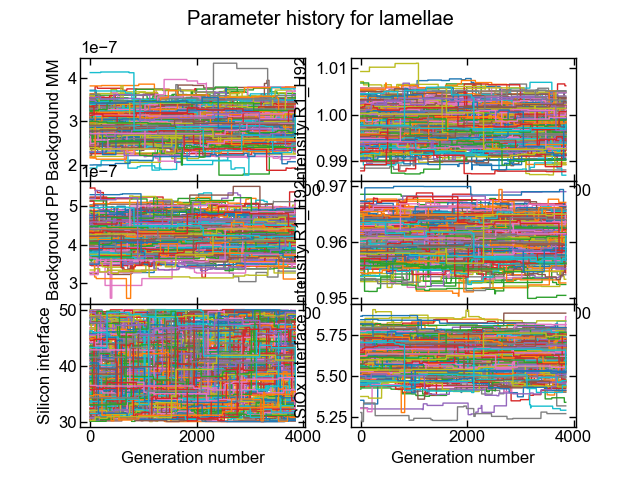 Parameter history for lamellae
1e−7
Background MM
4
3
2
1.01
1.00
0.99
1e−7
Background PP
5
4
3
0.97
0.96
0.95
00
00
Silicon interface
50
40
30
SiOx interface
5.75
5.50
5.25
0
2000
4000
0
2000
4000
Generation number
Generation number